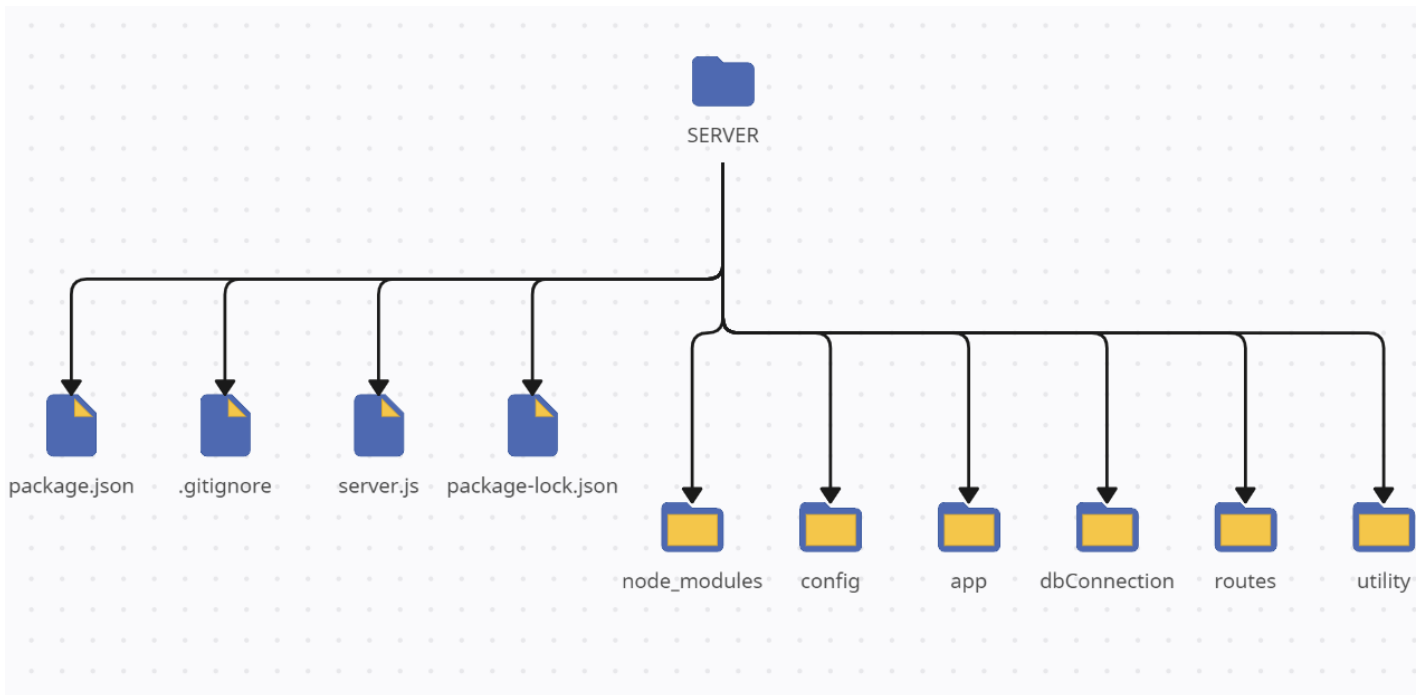 SERVER
package.json
.gitignore
server.js
package-lock.json
node_modules
config
app
dbConnection
routes
utility